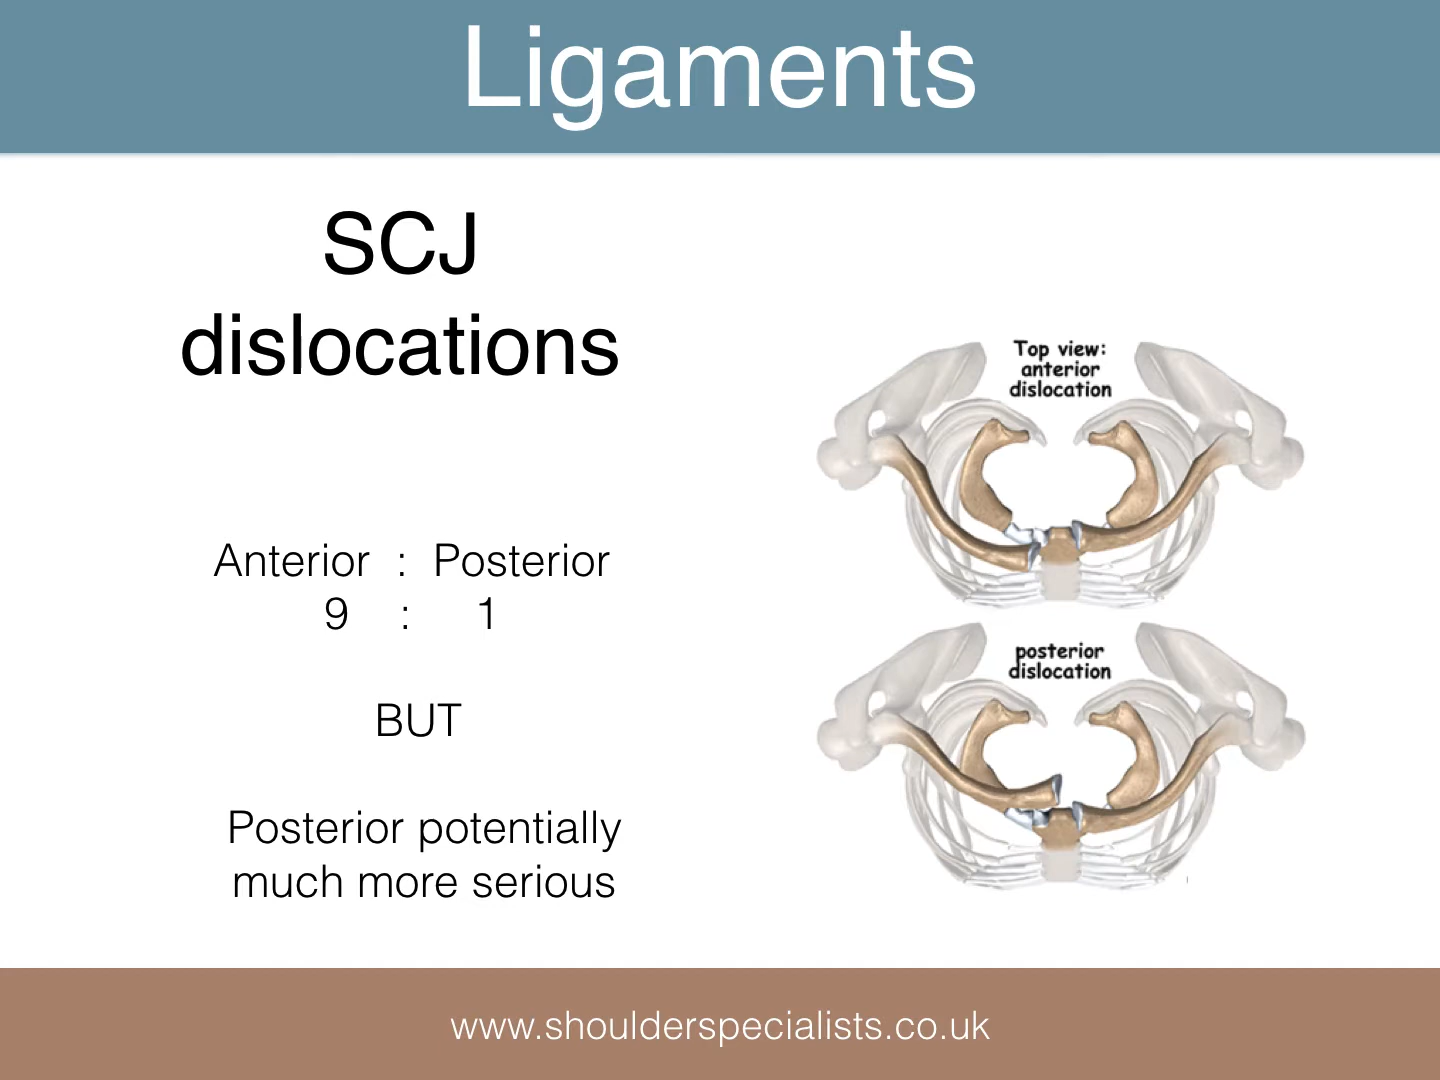 Ligaments
SCJ
dislocations
Anterior : Posterior
9 : 1
BUT
Posterior potentially
much more serious
Top view:
anterior
dislocation
posterior
dislocation
www.shoulderspecialists.co.uk